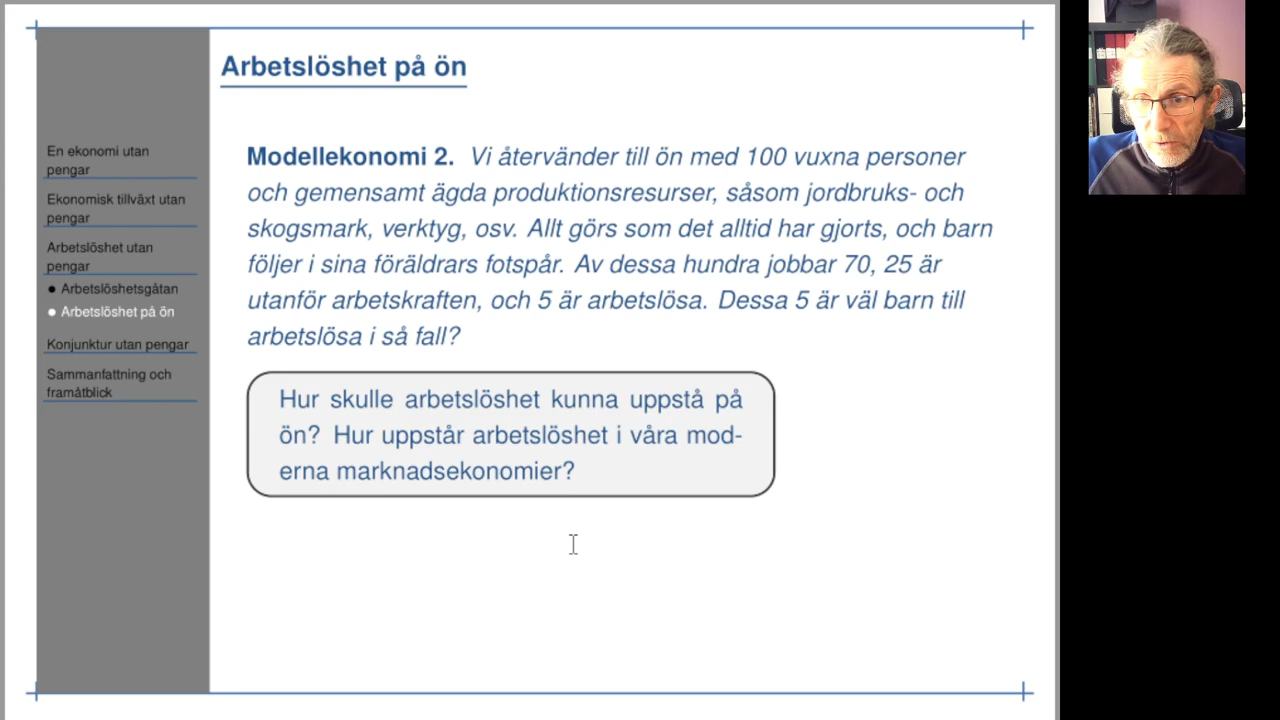 Arbetslöshet på ön
En ekonomi utan
pengar
Ekonomisk tillväxt utan
pengar
Arbetslöshet utan
pengar
● Arbetslöshetsgåtan
● Arbetslöshet på ön
Konjunktur utan pengar
Sammanfattning och
framåtblick
Modellekonomi 2. Vi återvänder till ön med 100 vuxna personer
och gemensamt ägda produktionsresurser, såsom jordbruks- och
skogsmark, verktyg, osv. Allt görs som det alltid har gjorts, och barn
följer i sina föräldrars fotspår. Av dessa hundra jobbar 70, 25 är
utanför arbetskraften, och 5 är arbetslösa. Dessa 5 är väl barn till
arbetslösa i så fall?
Hur skulle arbetslöshet kunna uppstå på
ön? Hur uppstår arbetslöshet i våra mod-
erna marknadsekonomier?